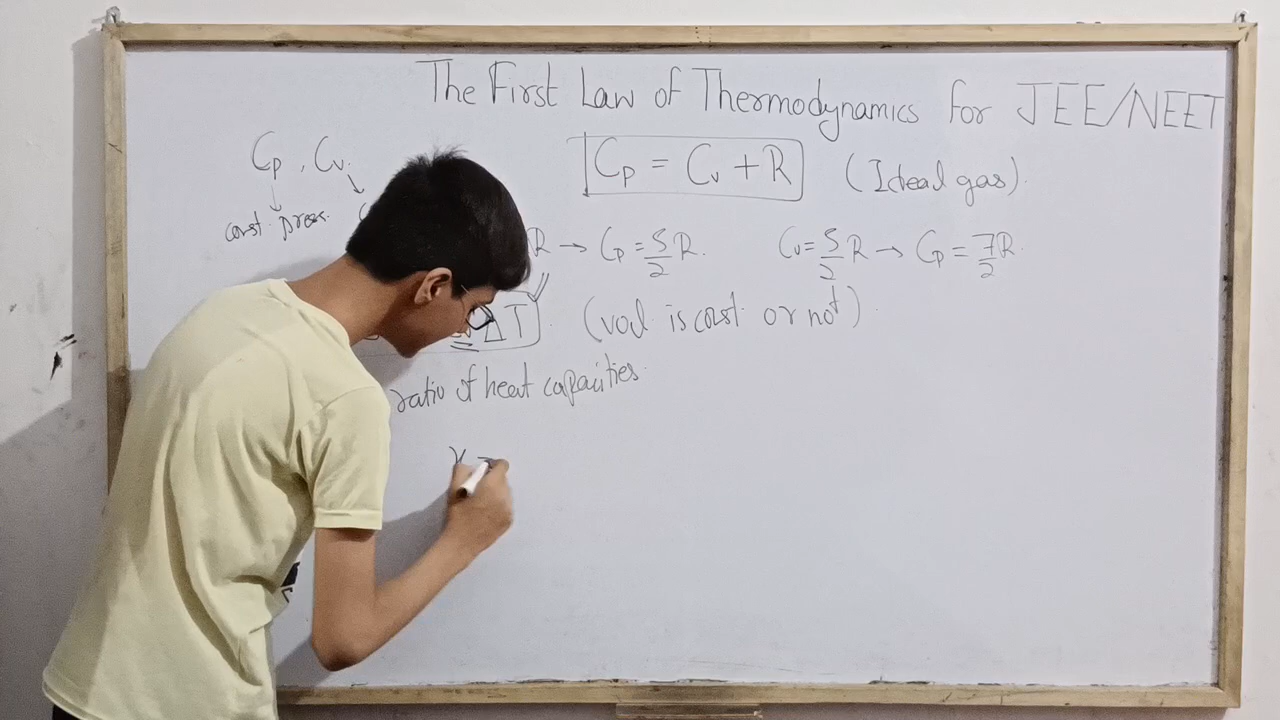 The First Law of Thermodynamics for JEE/NEET
Cp , Cv
Cp = Cv + R (Ideal gas).
const. press.
R → Cp = 5/2 R. Cv = 5/2 R → Cp = 7/2 R.
ΔT (vol is const or not).
ratio of heat capacities.
γ =